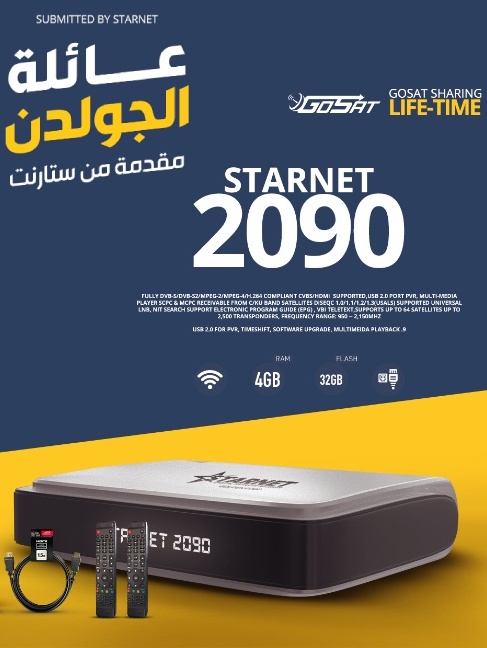 SUBMITTED BY STARNET
عائلة
الجولدن
مقدمة من ستارنت
GOSAT
GOSAT SHARING
LIFE-TIME
STARNET
2090
FULLY DVB-S/DVB-S2/MPEG-2/MPEG-4/H.264 COMPLIANT CVBS/HDMI SUPPORTED,USB 2.0 PORT PVR, MULTI-MEDIA
PLAYER SCPC & MCPC RECEIVABLE FROM C/KU BAND SATELLITES DISEQC 1.0/1.1/1.2/1.3(USALS) SUPPORTED UNIVERSAL
LNB, NIT SEARCH SUPPORT ELECTRONIC PROGRAM GUIDE (EPG) , VBI TELETEXT,SUPPORTS UP TO 64 SATELLITES UP TO
2,500 TRANSPONDERS, FREQUENCY RANGE: 950 ~ 2,150MHZ
USB 2.0 FOR PVR, TIMESHIFT, SOFTWARE UPGRADE, MULTIMEIDA PLAYBACK .9
RAM
4GB
FLASH
32GB
STARNET
ET 2090